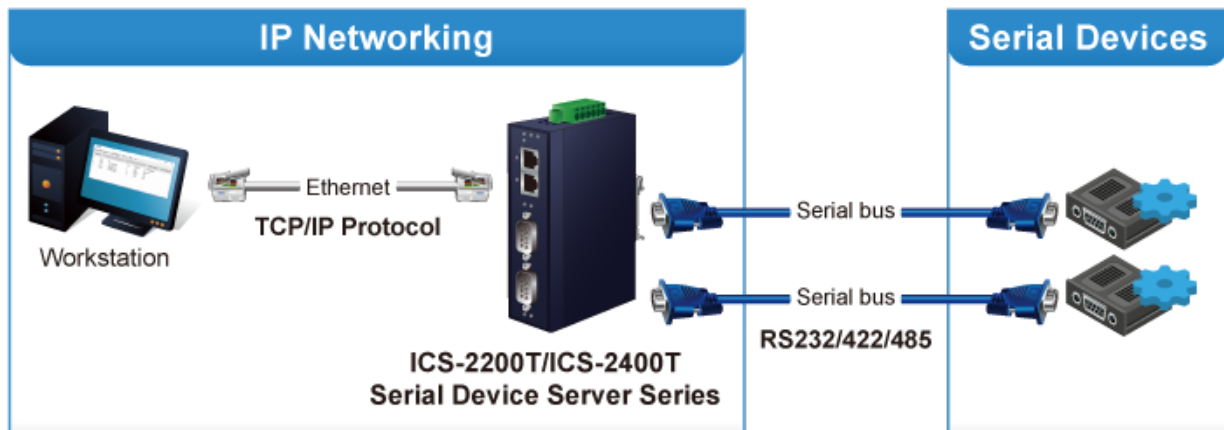 IP Networking
Serial Devices
Ethernet
TCP/IP Protocol
Workstation
Serial bus
Serial bus
RS232/422/485
ICS-2200T/ICS-2400T
Serial Device Server Series